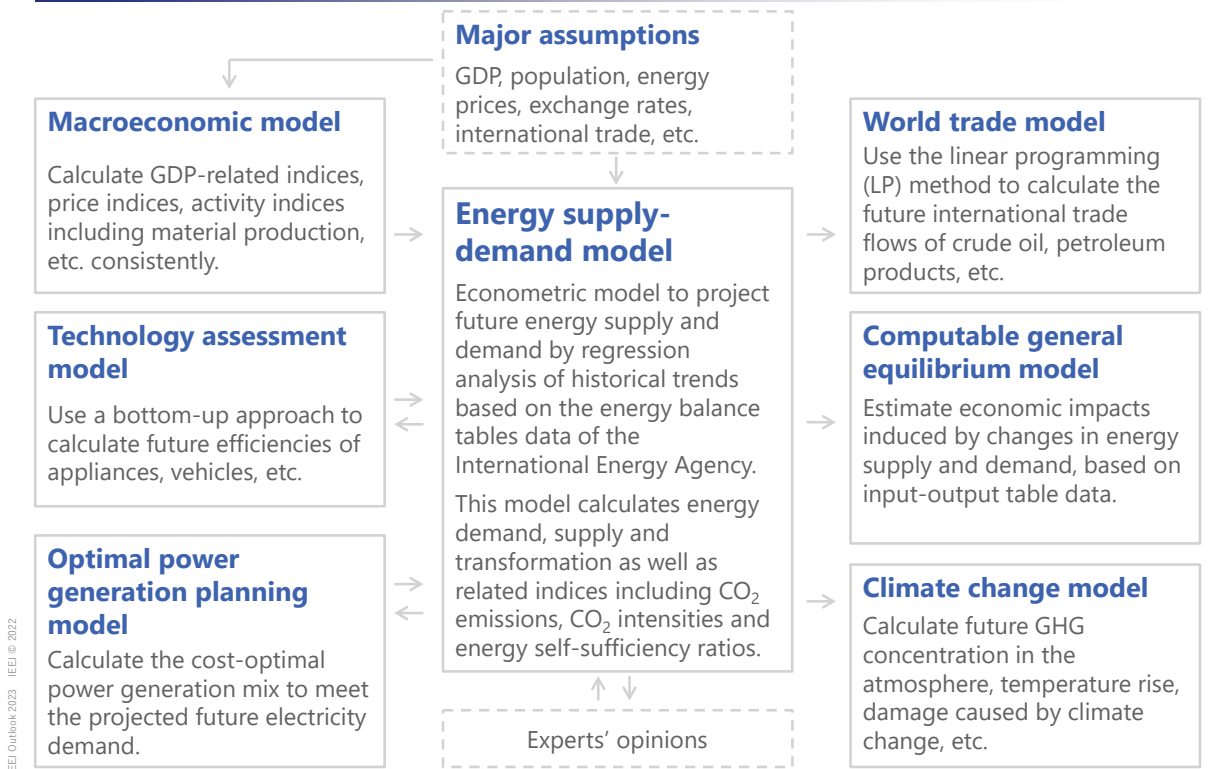 Major assumptions
GDP, population, energy
prices, exchange rates,
international trade, etc.
Macroeconomic model
Calculate GDP-related indices,
price indices, activity indices
including material production,
etc. consistently.
Technology assessment
model
Use a bottom-up approach to
calculate future efficiencies of
appliances, vehicles, etc.
Optimal power
generation planning
model
Calculate the cost-optimal
power generation mix to meet
the projected future electricity
demand.
Energy supply-
demand model
Econometric model to project
future energy supply and
demand by regression
analysis of historical trends
based on the energy balance
tables data of the
International Energy Agency.
This model calculates energy
demand, supply and
transformation as well as
related indices including CO₂
emissions, CO₂ intensities and
energy self-sufficiency ratios.
Experts’ opinions
World trade model
Use the linear programming
(LP) method to calculate the
future international trade
flows of crude oil, petroleum
products, etc.
Computable general
equilibrium model
Estimate economic impacts
induced by changes in energy
supply and demand, based on
input-output table data.
Climate change model
Calculate future GHG
concentration in the
atmosphere, temperature rise,
damage caused by climate
change, etc.
Outlook 2023 IEEJ © 2022